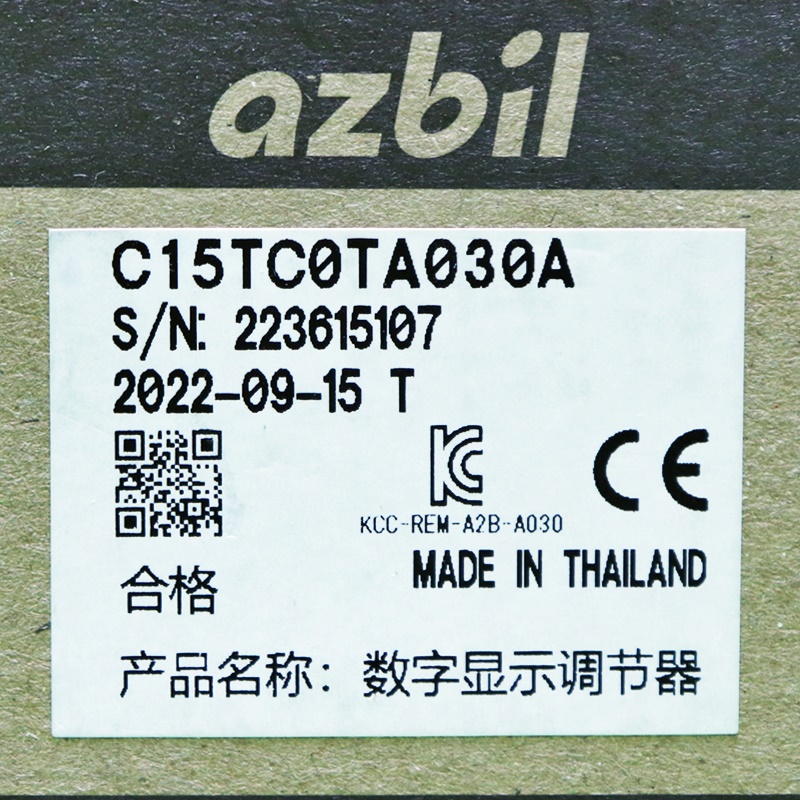 azbil
C15TC0TA030A
S/N: 223615107
2022-09-15 T
KC
CE
KCC-REM-A2B-A030
合格
MADE IN THAILAND
产品名称：数字显示调节器